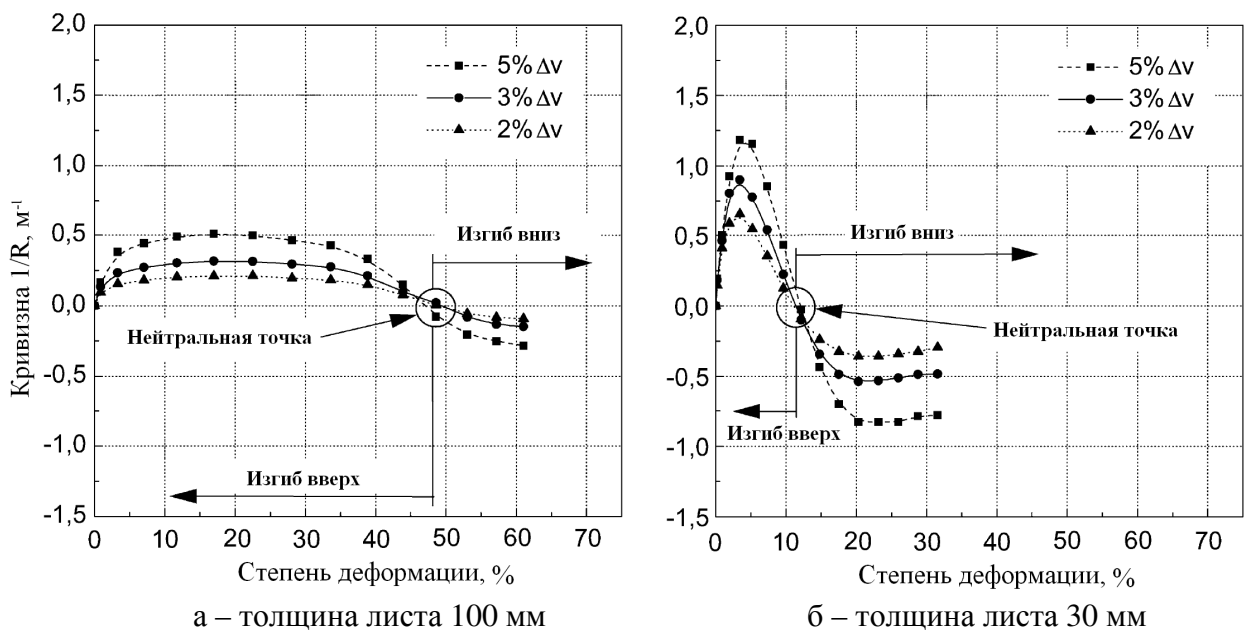 2,0
1,5
1,0
0,5
0,0
-0,5
-1,0
-1,5
Кривизна 1/R, м⁻¹
5% Δv
3% Δv
2% Δv
Изгиб вниз
Нейтральная точка
Изгиб вверх
0 10 20 30 40 50 60 70
Степень деформации, %
а – толщина листа 100 мм
2,0
1,5
1,0
0,5
0,0
-0,5
-1,0
-1,5
5% Δv
3% Δv
2% Δv
Изгиб вниз
Нейтральная точка
Изгиб вверх
0 10 20 30 40 50 60 70
Степень деформации, %
б – толщина листа 30 мм